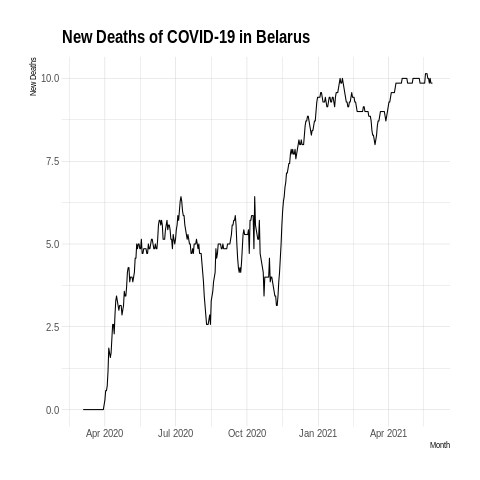 New Deaths of COVID-19 in Belarus
New Deaths
10.0
7.5
5.0
2.5
0.0
Apr 2020 Jul 2020 Oct 2020 Jan 2021 Apr 2021
Month